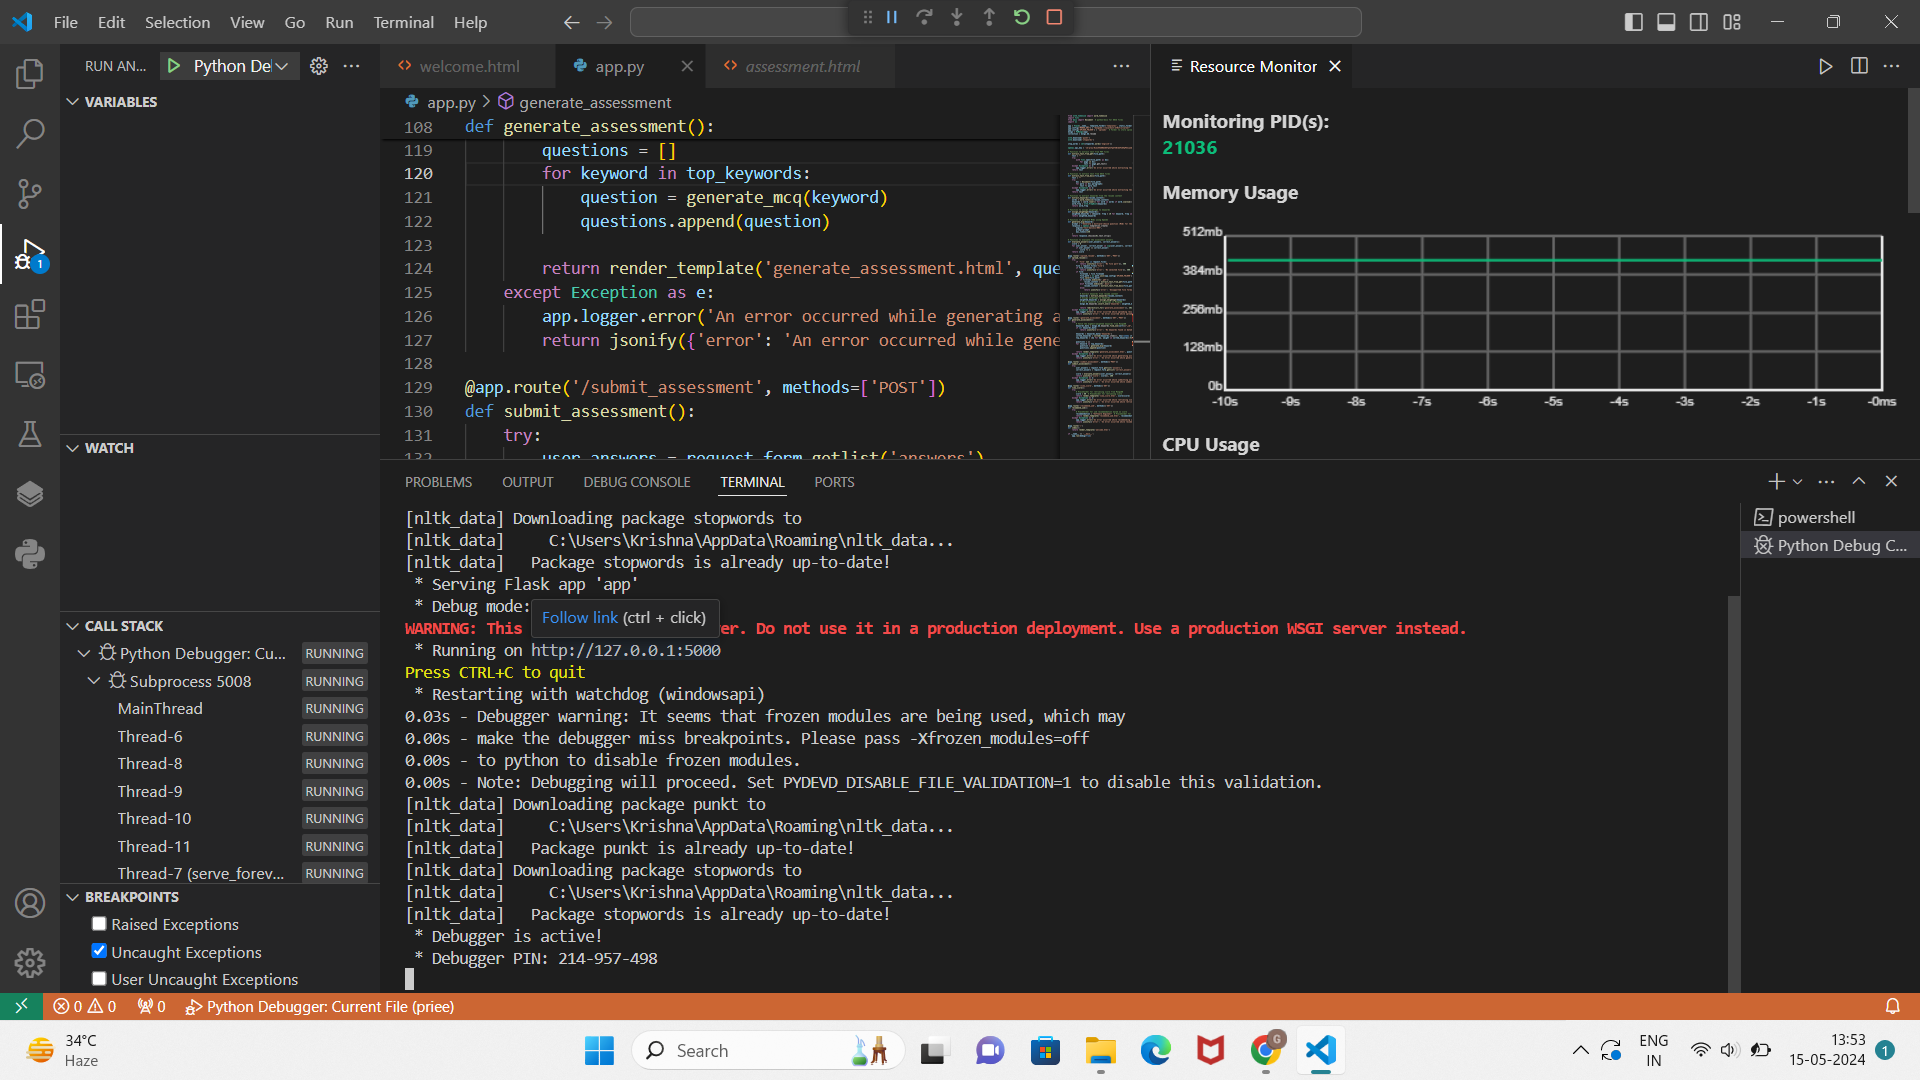 File Edit Selection View Go Run Terminal Help
RUN AN... Python De
VARIABLES
WATCH
CALL STACK
Python Debugger: Cu... RUNNING
Subprocess 5008 RUNNING
MainThread RUNNING
Thread-6 RUNNING
Thread-8 RUNNING
Thread-9 RUNNING
Thread-10 RUNNING
Thread-11 RUNNING
Thread-7 (serve_forev... RUNNING
BREAKPOINTS
Raised Exceptions
Uncaught Exceptions
User Uncaught Exceptions
1
welcome.html app.py assessment.html
app.py > generate_assessment
108 def generate_assessment():
119 questions = []
120 for keyword in top_keywords:
121 question = generate_mcq(keyword)
122 questions.append(question)
123
124 return render_template('generate_assessment.html', que
125 except Exception as e:
126 app.logger.error('An error occurred while generating a
127 return jsonify({'error': 'An error occurred while gene
128
129 @app.route('/submit_assessment', methods=['POST'])
130 def submit_assessment():
131 try:
132 user_answers = request.form.getlist('answers')
Resource Monitor
Monitoring PID(s):
21036
Memory Usage
512mb
384mb
256mb
128mb
0b
-10s -9s -8s -7s -6s -5s -4s -3s -2s -1s -0ms
CPU Usage
PROBLEMS OUTPUT DEBUG CONSOLE TERMINAL PORTS
[nltk_data] Downloading package stopwords to
[nltk_data] C:\Users\Krishna\AppData\Roaming\nltk_data...
[nltk_data] Package stopwords is already up-to-date!
* Serving Flask app 'app'
* Debug mode:
Follow link (ctrl + click)
WARNING: This er. Do not use it in a production deployment. Use a production WSGI server instead.
* Running on http://127.0.0.1:5000
Press CTRL+C to quit
* Restarting with watchdog (windowsapi)
0.03s - Debugger warning: It seems that frozen modules are being used, which may
0.00s - make the debugger miss breakpoints. Please pass -Xfrozen_modules=off
0.00s - to python to disable frozen modules.
0.00s - Note: Debugging will proceed. Set PYDEVD_DISABLE_FILE_VALIDATION=1 to disable this validation.
[nltk_data] Downloading package punkt to
[nltk_data] C:\Users\Krishna\AppData\Roaming\nltk_data...
[nltk_data] Package punkt is already up-to-date!
[nltk_data] Downloading package stopwords to
[nltk_data] C:\Users\Krishna\AppData\Roaming\nltk_data...
[nltk_data] Package stopwords is already up-to-date!
* Debugger is active!
* Debugger PIN: 214-957-498
powershell
Python Debug C...
0 0 0 Python Debugger: Current File (priee)
34°C
Haze
Search
G
ENG
IN
13:53
15-05-2024
1